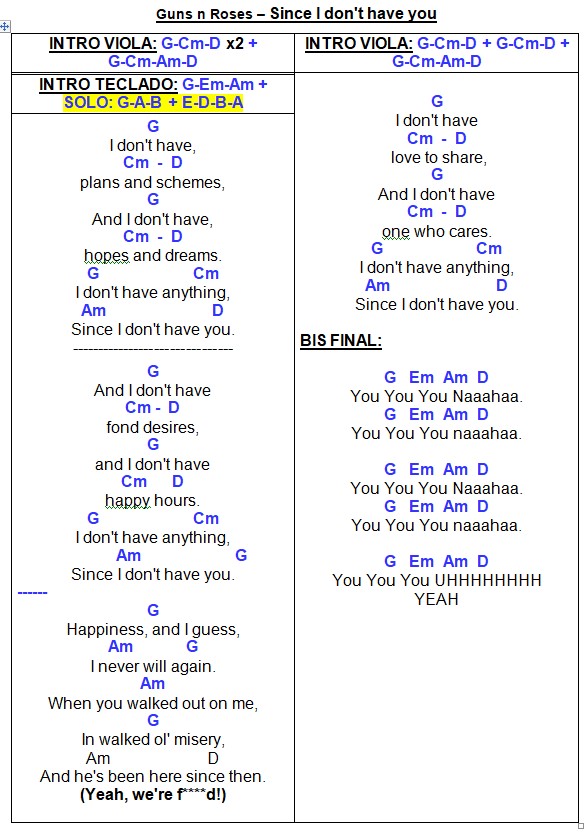 Guns n Roses – Since I don't have you
INTRO VIOLA: G-Cm-D x2 +
G-Cm-Am-D
INTRO TECLADO: G-Em-Am +
SOLO: G-A-B + E-D-B-A
G
I don't have,
Cm - D
plans and schemes,
G
And I don't have,
Cm - D
hopes and dreams.
G Cm
I don't have anything,
Am D
Since I don't have you.
--------------------------------
G
And I don't have
Cm - D
fond desires,
G
and I don't have
Cm D
happy hours.
G Cm
I don't have anything,
Am G
Since I don't have you.
------
G
Happiness, and I guess,
Am G
I never will again.
Am
When you walked out on me,
G
In walked ol' misery,
Am D
And he's been here since then.
(Yeah, we're f****d!)
INTRO VIOLA: G-Cm-D + G-Cm-D +
G-Cm-Am-D
G
I don't have
Cm - D
love to share,
G
And I don't have
Cm - D
one who cares.
G Cm
I don't have anything,
Am D
Since I don't have you.
BIS FINAL:
G Em Am D
You You You Naaahaa.
G Em Am D
You You You naaahaa.
G Em Am D
You You You Naaahaa.
G Em Am D
You You You naaahaa.
G Em Am D
You You You UHHHHHHHH
YEAH